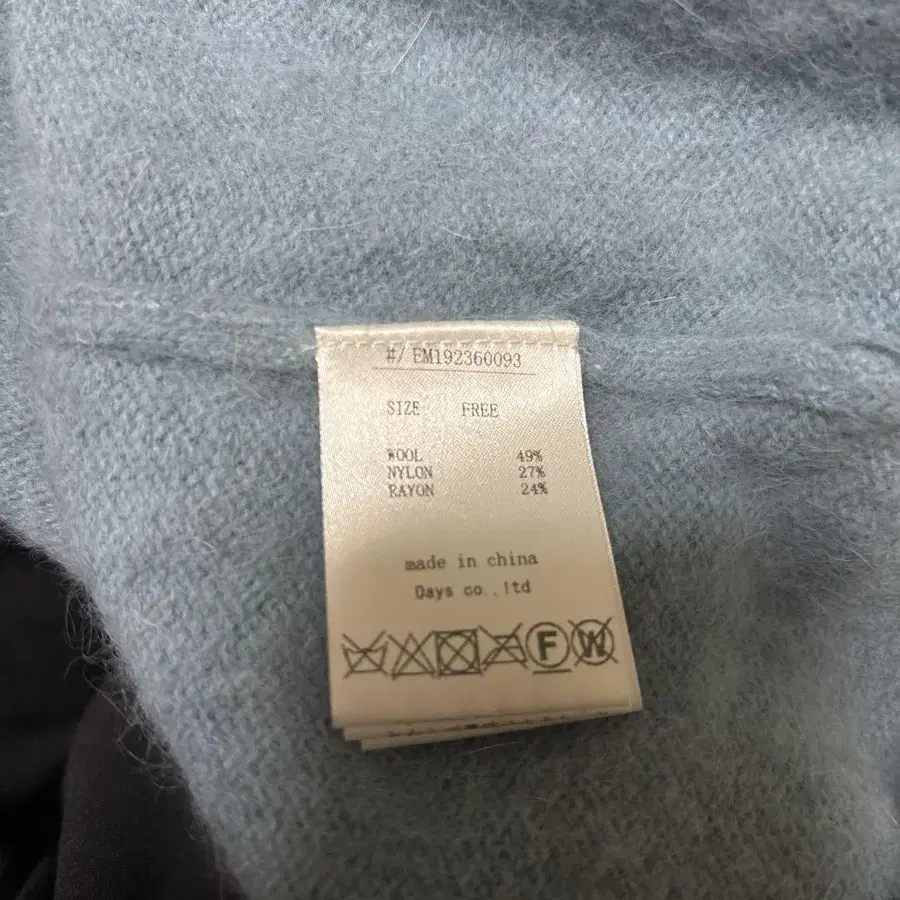 #/ EM192360093
SIZE FREE
WOOL 49%
NYLON 27%
RAYON 24%
made in china
Days co.,ltd
F W